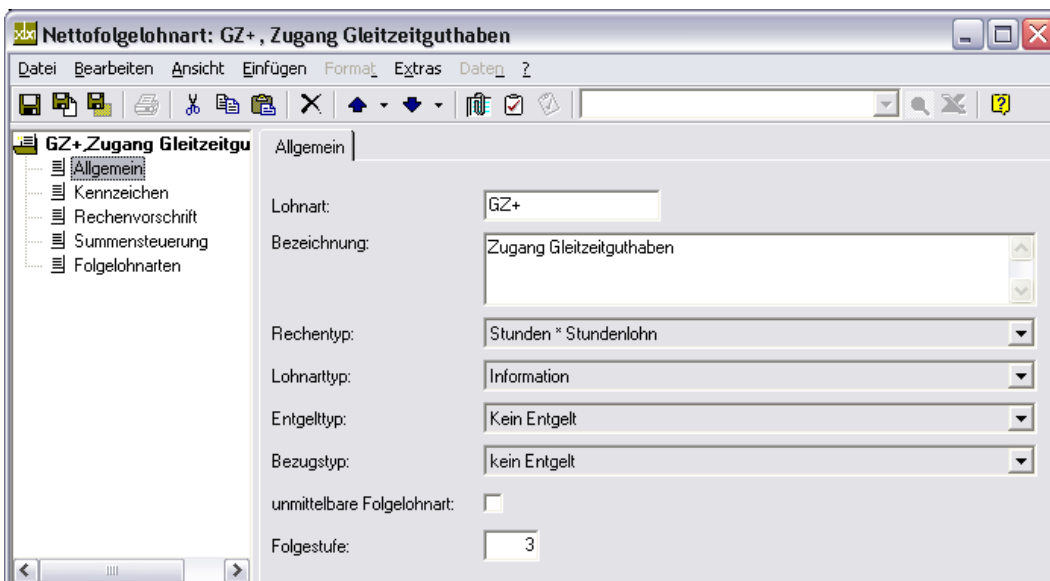 Nettofolgelohnart: GZ+ , Zugang Gleitzeitguthaben
Datei Bearbeiten Ansicht Einfügen Format Extras Daten ?
GZ+,Zugang Gleitzeitgu
Allgemein
Kennzeichen
Rechenvorschrift
Summensteuerung
Folgelohnarten
Allgemein
Lohnart: GZ+
Bezeichnung: Zugang Gleitzeitguthaben
Rechentyp: Stunden * Stundenlohn
Lohnarttyp: Information
Entgelttyp: Kein Entgelt
Bezugstyp: kein Entgelt
unmittelbare Folgelohnart:
Folgestufe: 3